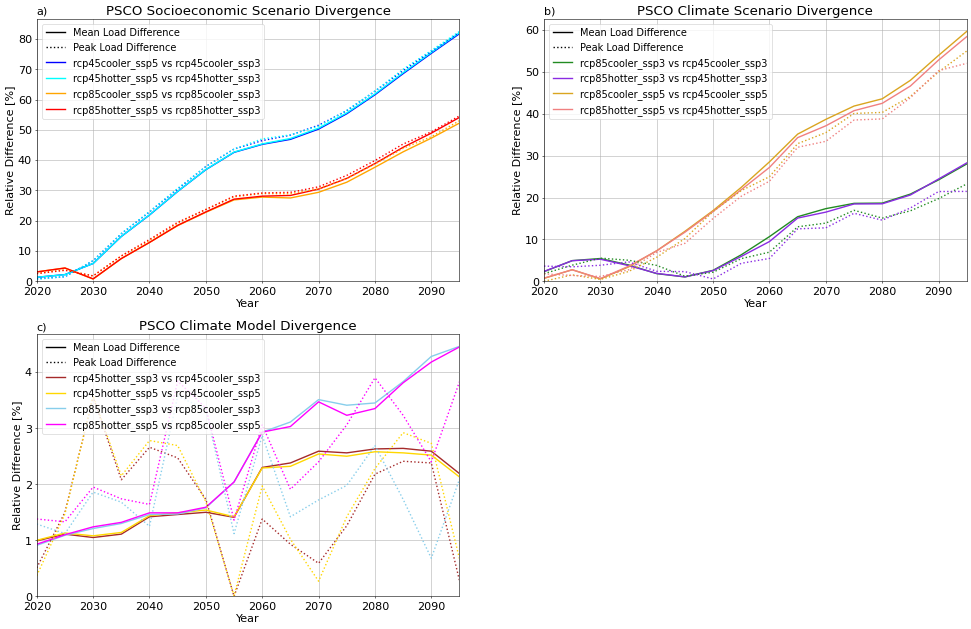 a)
PSCO Socioeconomic Scenario Divergence
Mean Load Difference
Peak Load Difference
rcp45cooler_ssp5 vs rcp45cooler_ssp3
rcp45hotter_ssp5 vs rcp45hotter_ssp3
rcp85cooler_ssp5 vs rcp85cooler_ssp3
rcp85hotter_ssp5 vs rcp85hotter_ssp3
Relative Difference [%]
80
70
60
50
40
30
20
10
0
2020 2030 2040 2050 2060 2070 2080 2090
Year
b)
PSCO Climate Scenario Divergence
Mean Load Difference
Peak Load Difference
rcp85cooler_ssp3 vs rcp45cooler_ssp3
rcp85hotter_ssp3 vs rcp45hotter_ssp3
rcp85cooler_ssp5 vs rcp45cooler_ssp5
rcp85hotter_ssp5 vs rcp45hotter_ssp5
Relative Difference [%]
60
50
40
30
20
10
0
2020 2030 2040 2050 2060 2070 2080 2090
Year
c)
PSCO Climate Model Divergence
Mean Load Difference
Peak Load Difference
rcp45hotter_ssp3 vs rcp45cooler_ssp3
rcp45hotter_ssp5 vs rcp45cooler_ssp5
rcp85hotter_ssp3 vs rcp85cooler_ssp3
rcp85hotter_ssp5 vs rcp85cooler_ssp5
Relative Difference [%]
4
3
2
1
0
2020 2030 2040 2050 2060 2070 2080 2090
Year